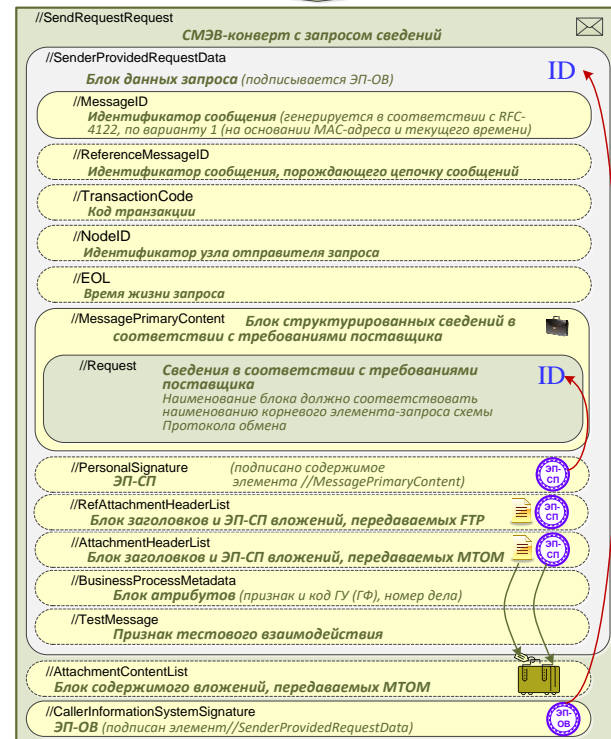 //SendRequestRequest
СМЭВ-конверт с запросом сведений
//SenderProvidedRequestData
ID
Блок данных запроса (подписывается ЭП-ОВ)
//MessageID
Идентификатор сообщения (генерируется в соответствии с RFC-
4122, по варианту 1 (на основании MAC-адреса и текущего времени)
//ReferenceMessageID
Идентификатор сообщения, порождающего цепочку сообщений
//TransactionCode
Код транзакции
//NodeID
Идентификатор узла отправителя запроса
//EOL
Время жизни запроса
//MessagePrimaryContent Блок структурированных сведений в
соответствии с требованиями поставщика
//Request Сведения в соответствии с требованиями
поставщика
ID
Наименование блока должно соответствовать
наименованию корневого элемента-запроса схемы
Протокола обмена
//PersonalSignature (подписано содержимое
ЭП-СП элемента //MessagePrimaryContent)
ЭП-
СП
//RefAttachmentHeaderList
Блок заголовков и ЭП-СП вложений, передаваемых FTP
ЭП-
СП
//AttachmentHeaderList
Блок заголовков и ЭП-СП вложений, передаваемых MTOM
ЭП-
СП
//BusinessProcessMetadata
Блок атрибутов (признак и код ГУ (ГФ), номер дела)
//TestMessage
Признак тестового взаимодействия
//AttachmentContentList
Блок содержимого вложений, передаваемых MTOM
//CallerInformationSystemSignature
ЭП-ОВ (подписан элемент//SenderProvidedRequestData)
ЭП-
ОВ